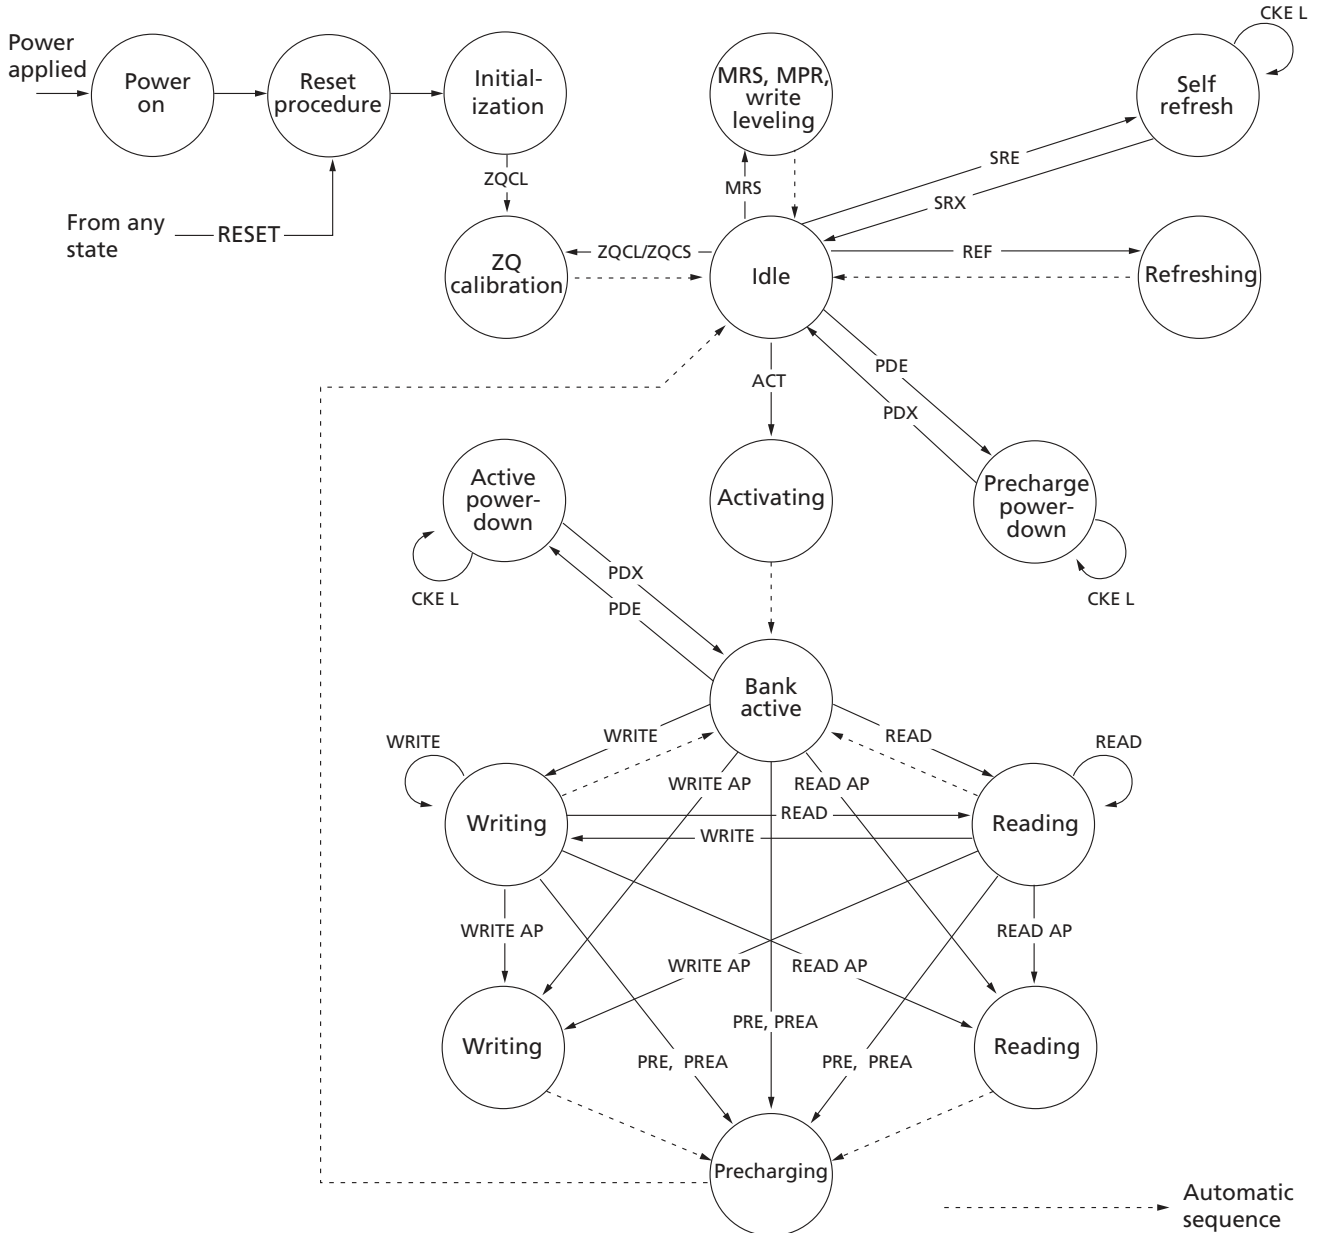 CKE L
Power
applied
Power
on
Reset
procedure
Initial-
ization
MRS, MPR,
write
leveling
Self
refresh
SRE
ZQCL
MRS
SRX
From any
state
RESET
ZQ
calibration
ZQCL/ZQCS
Idle
REF
Refreshing
PDE
ACT
PDX
Active
power-
down
Activating
Precharge
power-
down
PDX
CKE L
PDE
CKE L
Bank
active
WRITE
WRITE
READ
READ
WRITE AP
READ AP
Writing
READ
Reading
WRITE
WRITE AP
READ AP
WRITE AP
READ AP
PRE, PREA
Writing
Reading
PRE, PREA
PRE, PREA
Precharging
Automatic
sequence